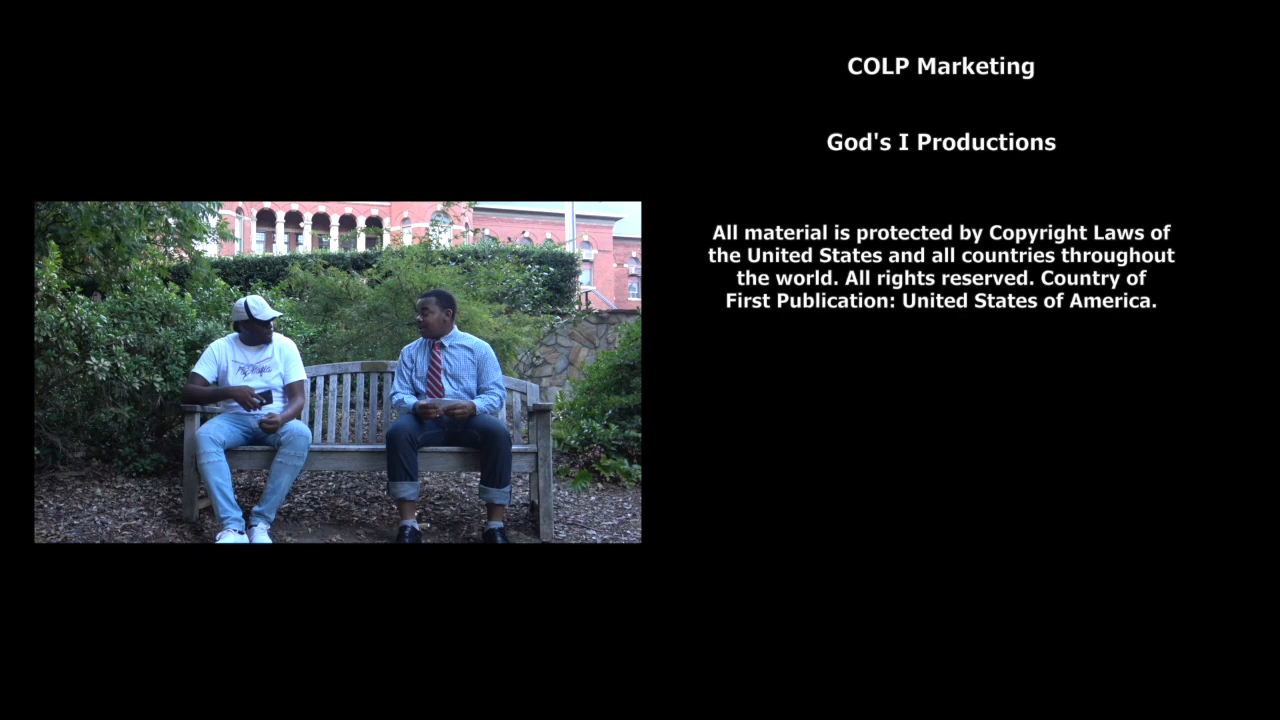 COLP Marketing
God's I Productions
All material is protected by Copyright Laws of
the United States and all countries throughout
the world. All rights reserved. Country of
First Publication: United States of America.